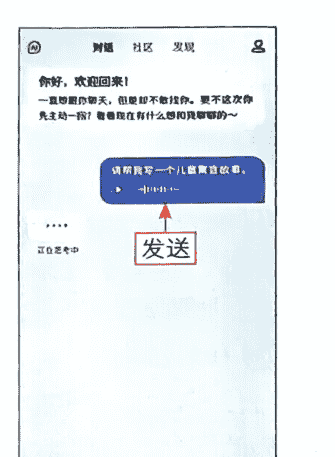 对话 社区 发现
你好，欢迎回来！
一直想跟你聊天，但是却不敢找你。要不这次你
先主动一把？看看现在有什么想和我聊聊的～
请帮我写一个儿童寓言故事。
发送
正在思考中